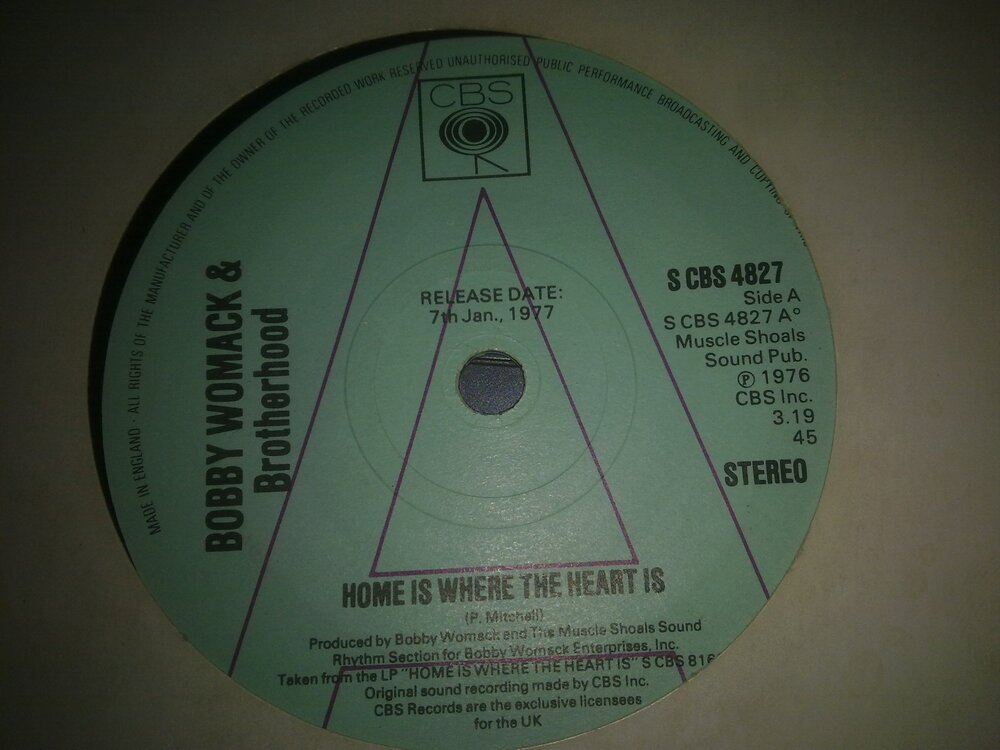 MADE IN ENGLAND · ALL RIGHTS OF THE MANUFACTURER AND OF THE OWNER OF THE RECORDED WORK RESERVED UNAUTHORISED PUBLIC PERFORMANCE BROADCASTING AND COPYING
CBS
RELEASE DATE:
7th Jan., 1977
BOBBY WOMACK &
Brotherhood
S CBS 4827
Side A
S CBS 4827 A°
Muscle Shoals
Sound Pub.
℗ 1976
CBS Inc.
3.19
45
STEREO
HOME IS WHERE THE HEART IS
(P. Mitchell)
Produced by Bobby Womack and The Muscle Shoals Sound
Rhythm Section for Bobby Womack Enterprises, Inc.
Taken from the LP "HOME IS WHERE THE HEART IS" S CBS 816
Original sound recording made by CBS Inc.
CBS Records are the exclusive licensees
for the UK